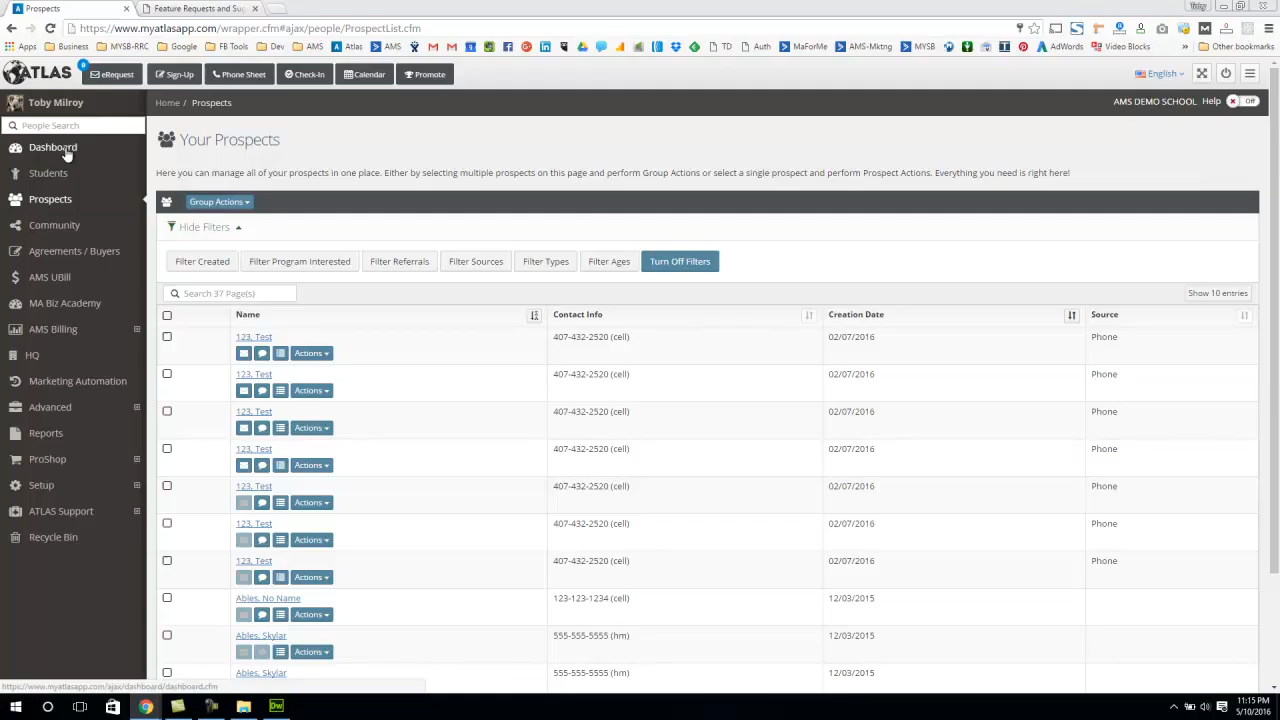 Prospects
Feature Requests and Sup
Toby
https://www.myatlasapp.com/wrapper.cfm#ajax/people/ProspectList.cfm
Apps
Business
MYSB-RRC
Google
FB Tools
Dev
AMS
Atlas
AMS
TD
Auth
MaForMe
AMS-Mktng
MYSB
AdWords
Video Blocks
»
Other bookmarks
ATLAS
0
eRequest
Sign-Up
Phone Sheet
Check-In
Calendar
Promote
English
Toby Milroy
Home / Prospects
AMS DEMO SCHOOL
Help
Off
People Search
Dashboard
Students
Prospects
Community
Agreements / Buyers
AMS UBill
MA Biz Academy
AMS Billing
HQ
Marketing Automation
Advanced
Reports
ProShop
Setup
ATLAS Support
Recycle Bin
Your Prospects
Here you can manage all of your prospects in one place. Either by selecting multiple prospects on this page and perform Group Actions or select a single prospect and perform Prospect Actions. Everything you need is right here!
Group Actions
Hide Filters
Filter Created
Filter Program Interested
Filter Referrals
Filter Sources
Filter Types
Filter Ages
Turn Off Filters
Search 37 Page(s)
Show 10 entries
Name
Contact Info
Creation Date
Source
123, Test
407-432-2520 (cell)
02/07/2016
Phone
Actions
123, Test
407-432-2520 (cell)
02/07/2016
Phone
Actions
123, Test
407-432-2520 (cell)
02/07/2016
Phone
Actions
123, Test
407-432-2520 (cell)
02/07/2016
Phone
Actions
123, Test
407-432-2520 (cell)
02/07/2016
Phone
Actions
123, Test
407-432-2520 (cell)
02/07/2016
Phone
Actions
123, Test
407-432-2520 (cell)
02/07/2016
Phone
Actions
Ables, No Name
123-123-1234 (cell)
12/03/2015
Actions
Ables, Skylar
555-555-5555 (hm)
12/03/2015
Actions
Ables, Skylar
555-555-5555 (hm)
12/03/2015
https://www.myatlasapp.com/ajax/dashboard/dashboard.cfm
Dw
11:15 PM
5/10/2016